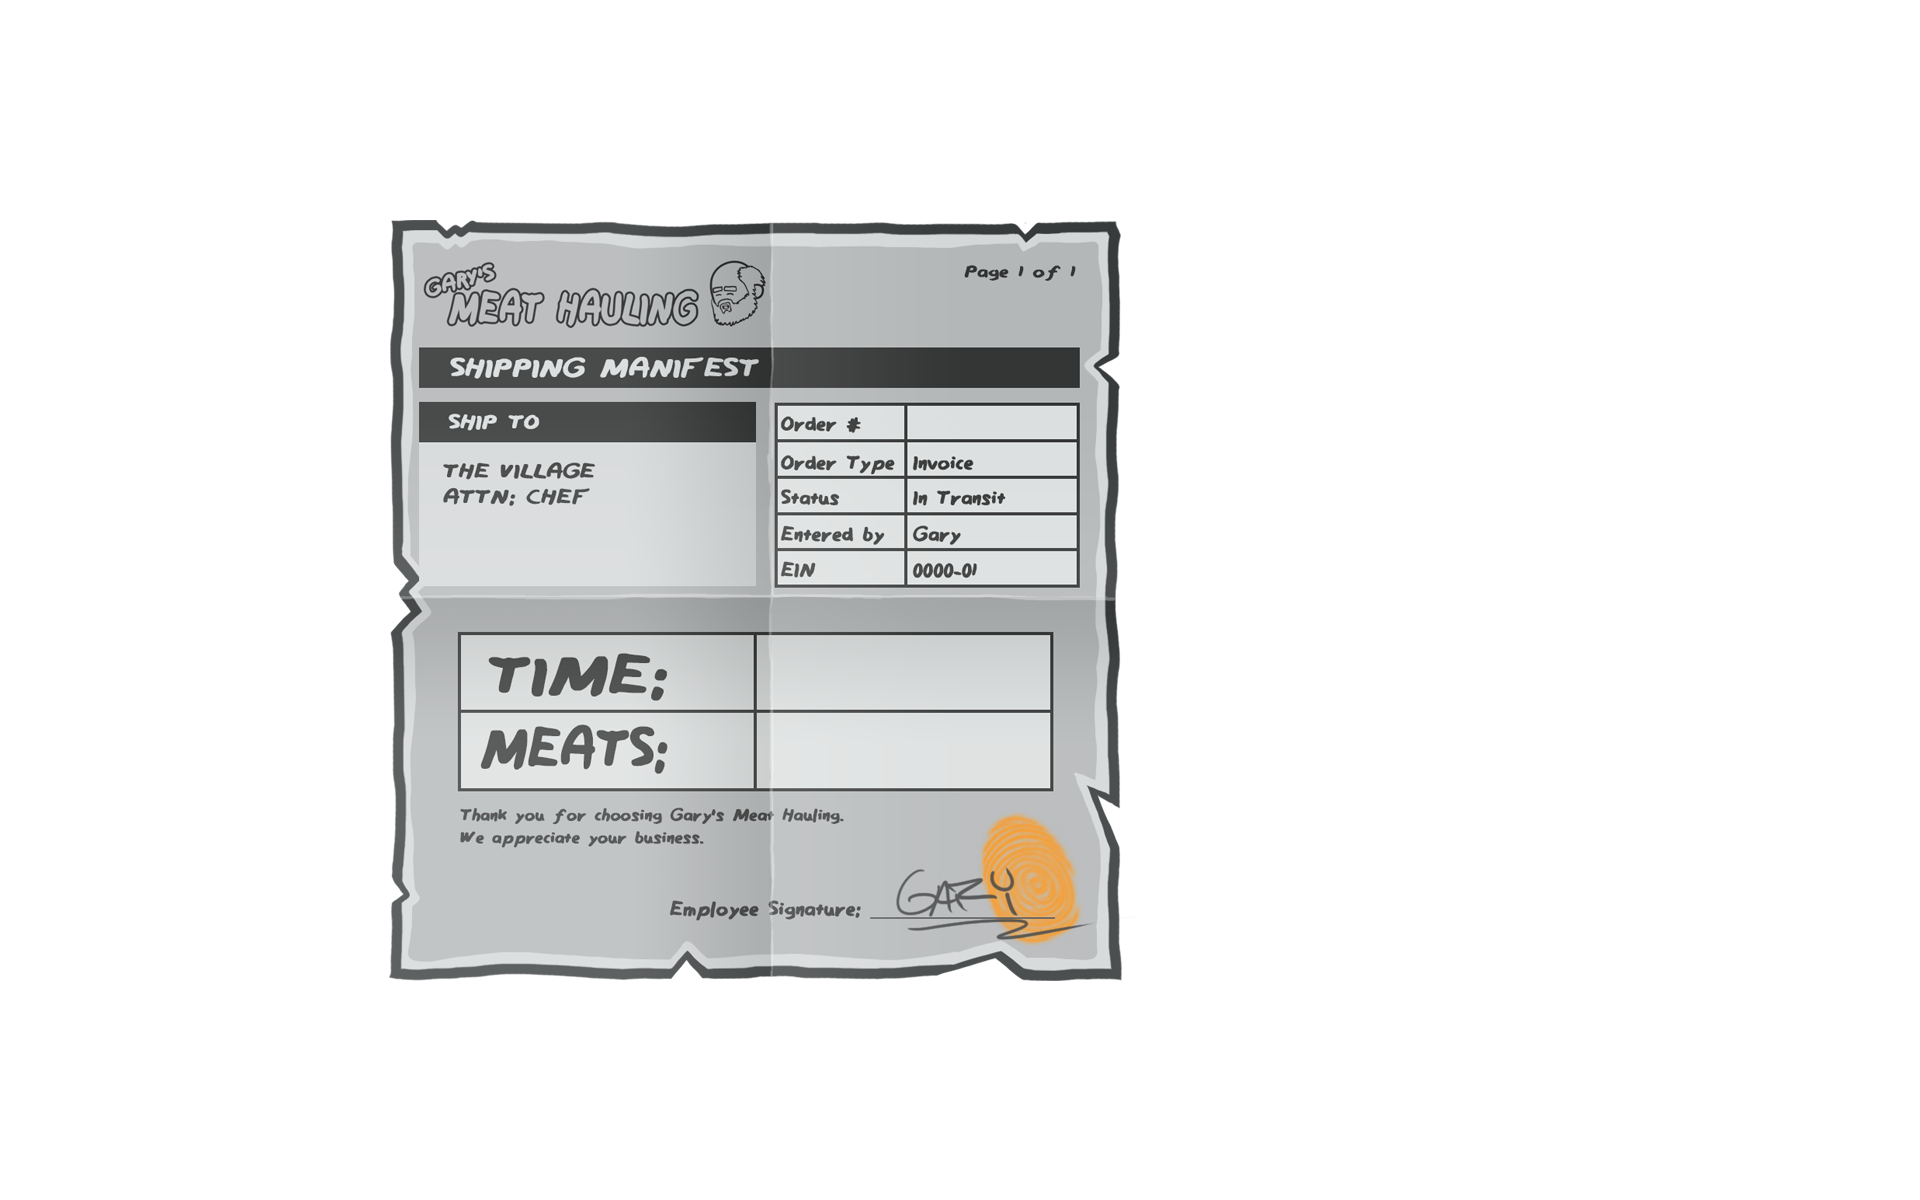 GARY'S
MEAT HAULING
Page 1 of 1
SHIPPING MANIFEST
SHIP TO
THE VILLAGE
ATTN: CHEF
Order #
Order Type Invoice
Status In Transit
Entered by Gary
EIN 0000-01
TIME:
MEATS:
Thank you for choosing Gary's Meat Hauling.
We appreciate your business.
Employee Signature: GARY